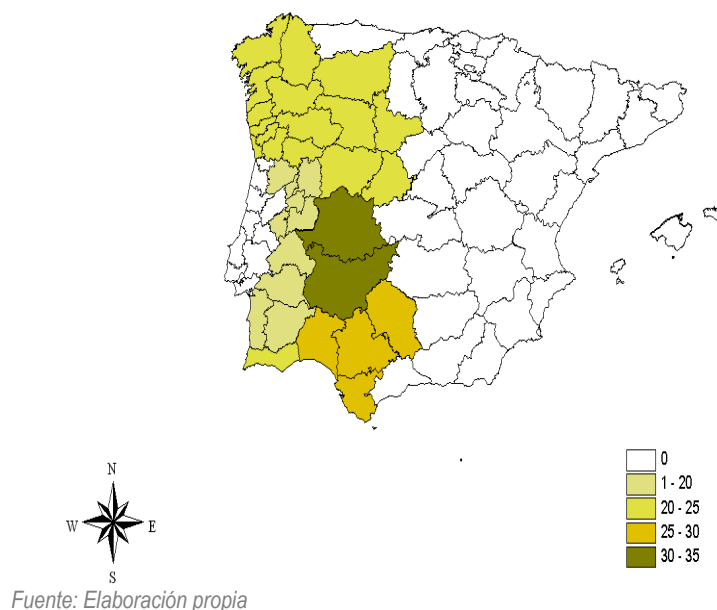 0
1 - 20
20 - 25
25 - 30
30 - 35
N
W E
S
Fuente: Elaboración propia